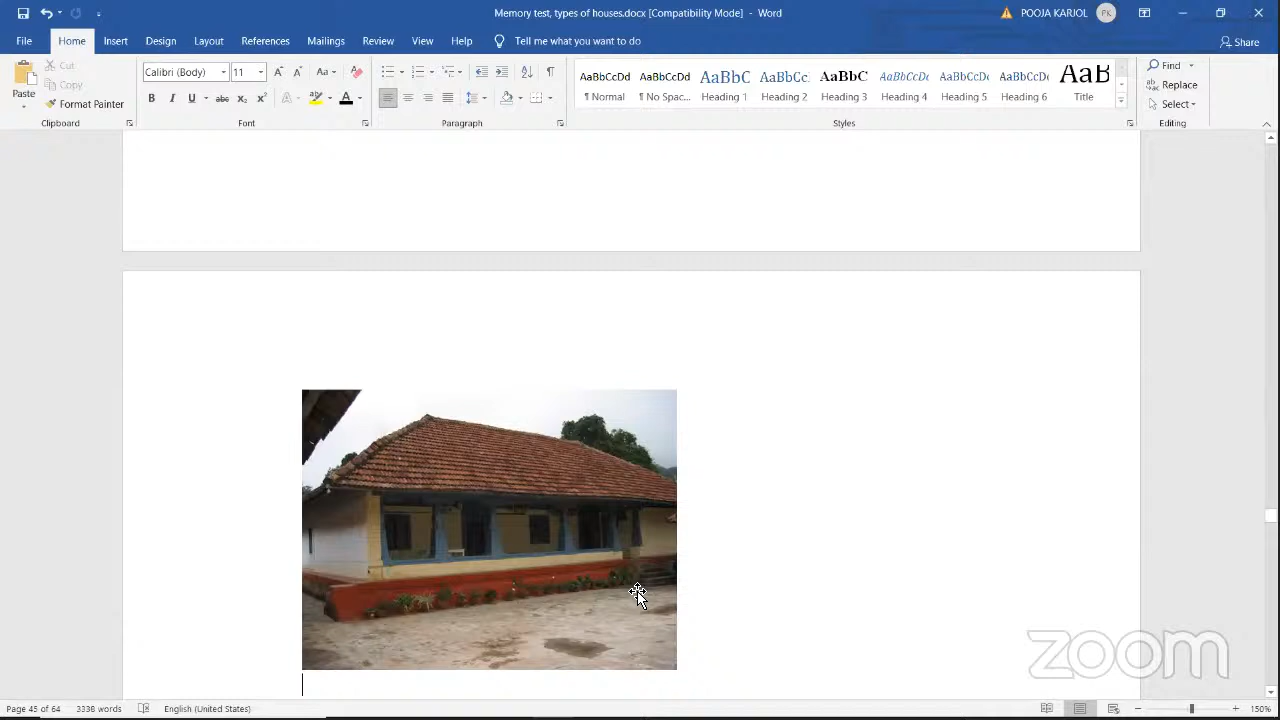 Memory test, types of houses.docx [Compatibility Mode] - Word
POOJA KARJOL
PK
File Home Insert Design Layout References Mailings Review View Help Tell me what you want to do
Share
Paste
Cut
Copy
Format Painter
Clipboard
Calibri (Body) 11
Font
Paragraph
AaBbCcDd AaBbCcDd AaBbC AaBbCc. AaBbC AaBbCcDc AaBbCcDd AaBbCcDd AaB
¶ Normal ¶ No Spac... Heading 1 Heading 2 Heading 3 Heading 4 Heading 5 Heading 6 Title
Styles
Find
Replace
Select
Editing
zoom
Page 45 of 64 3338 words English (United States) 150%